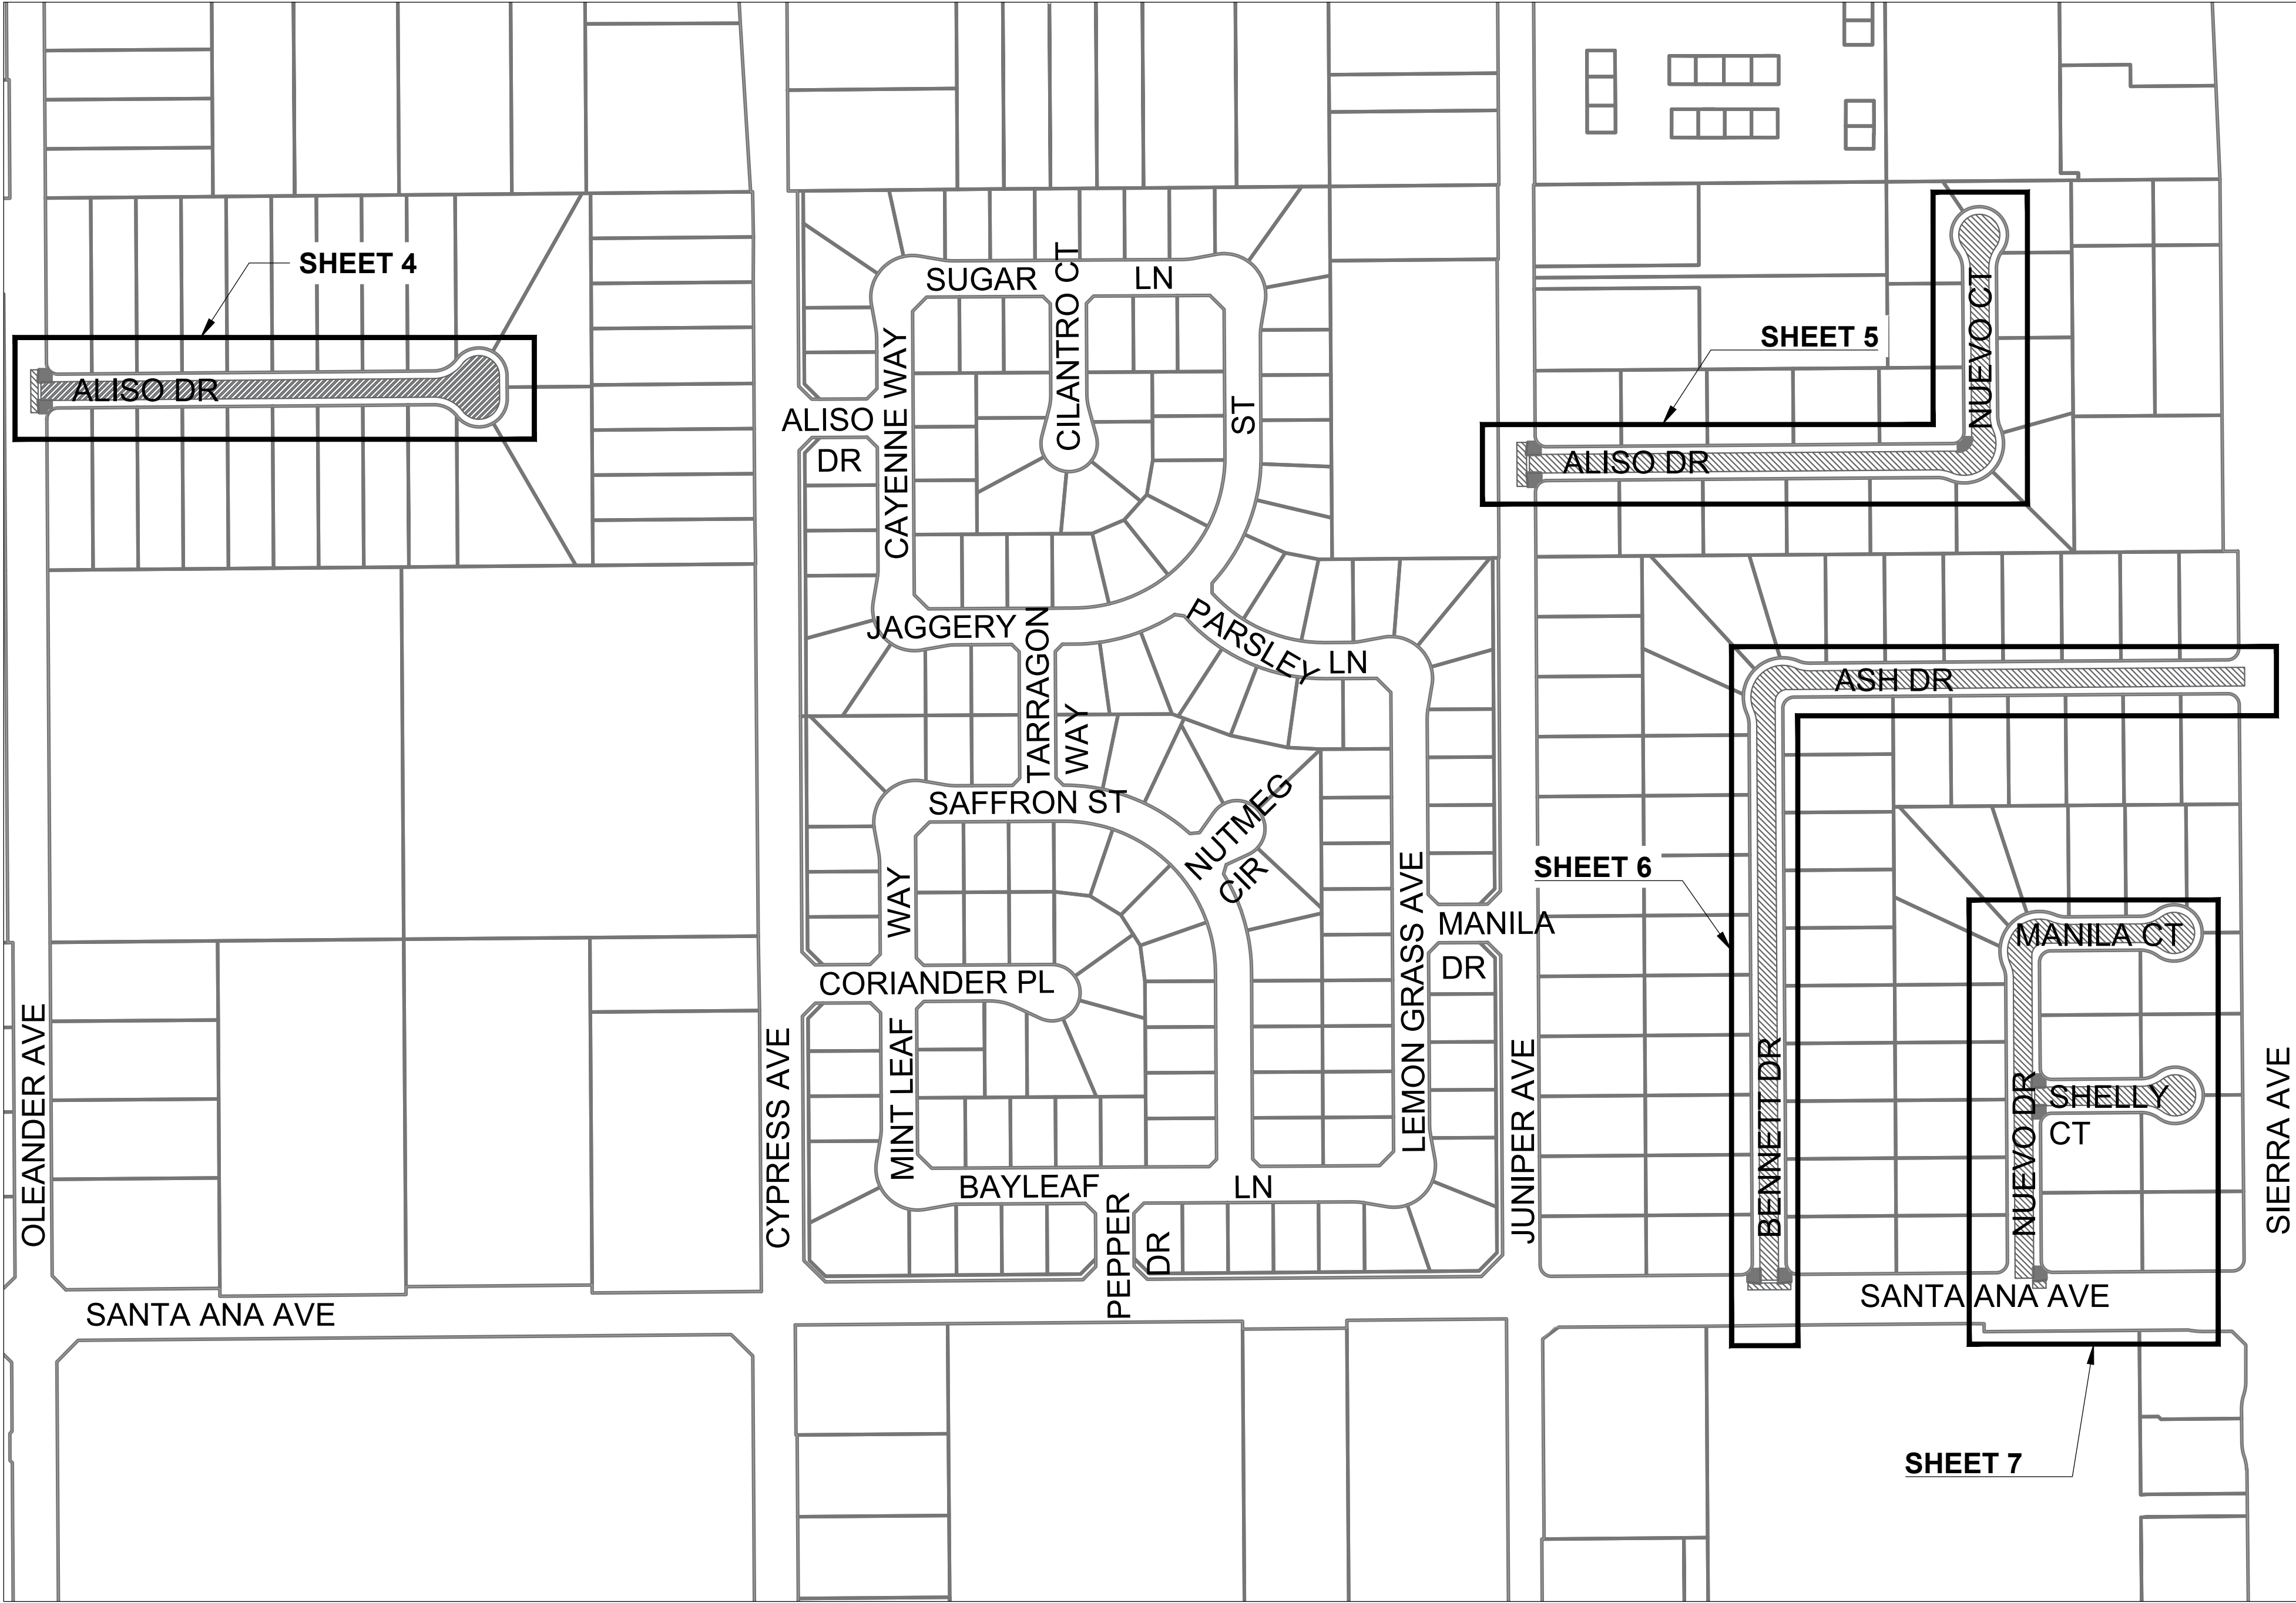 SHEET 4
ALISO DR
SUGAR
LN
CILANTRO CT
CAYENNE WAY
ALISO
DR
ST
JAGGERY
TARRAGON
WAY
PARSLEY LN
SAFFRON ST
NUTMEG
CIR
WAY
CORIANDER PL
MINT LEAF
LEMON GRASS AVE
MANILA
DR
BAYLEAF
LN
PEPPER
DR
OLEANDER AVE
CYPRESS AVE
JUNIPER AVE
SANTA ANA AVE
SHEET 5
NUEVO CT
ALISO DR
ASH DR
SHEET 6
BENNETT DR
MANILA CT
NUEVO DR
SHELLY
CT
SIERRA AVE
SANTA ANA AVE
SHEET 7